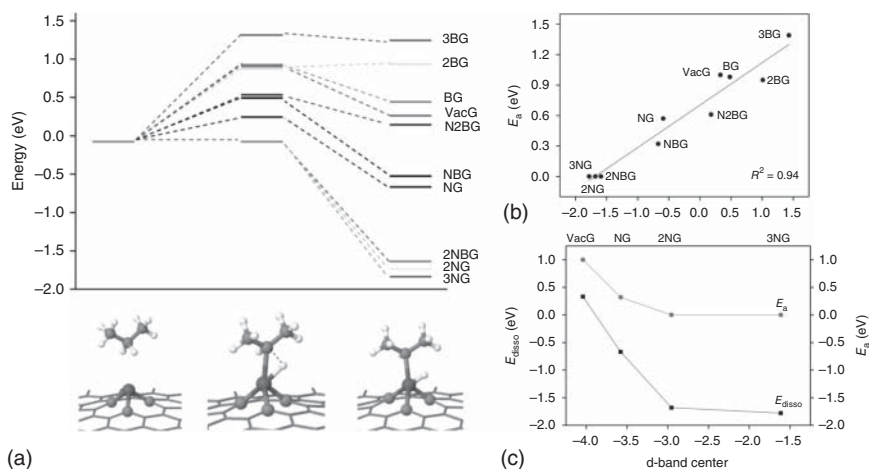 1.5
1.0
0.5
0.0
−0.5
−1.0
−1.5
−2.0
Energy (eV)
3BG
2BG
BG
VacG
N2BG
NBG
NG
2NBG
2NG
3NG
(a)
1.5
1.2
0.9
0.6
0.3
0.0
Ea (eV)
3BG
VacG BG
2BG
NG
N2BG
NBG
3NG
2NBG
2NG
R² = 0.94
(b)
−2.0 −1.5 −1.0 −0.5 0.0 0.5 1.0 1.5
VacG NG 2NG 3NG
1.0
0.5
0.0
−0.5
−1.0
−1.5
−2.0
Edisso (eV)
Ea
Edisso
1.0
0.5
0.0
−0.5
−1.0
−1.5
−2.0
Ea (eV)
−4.0 −3.5 −3.0 −2.5 −2.0 −1.5
(c)
d-band center